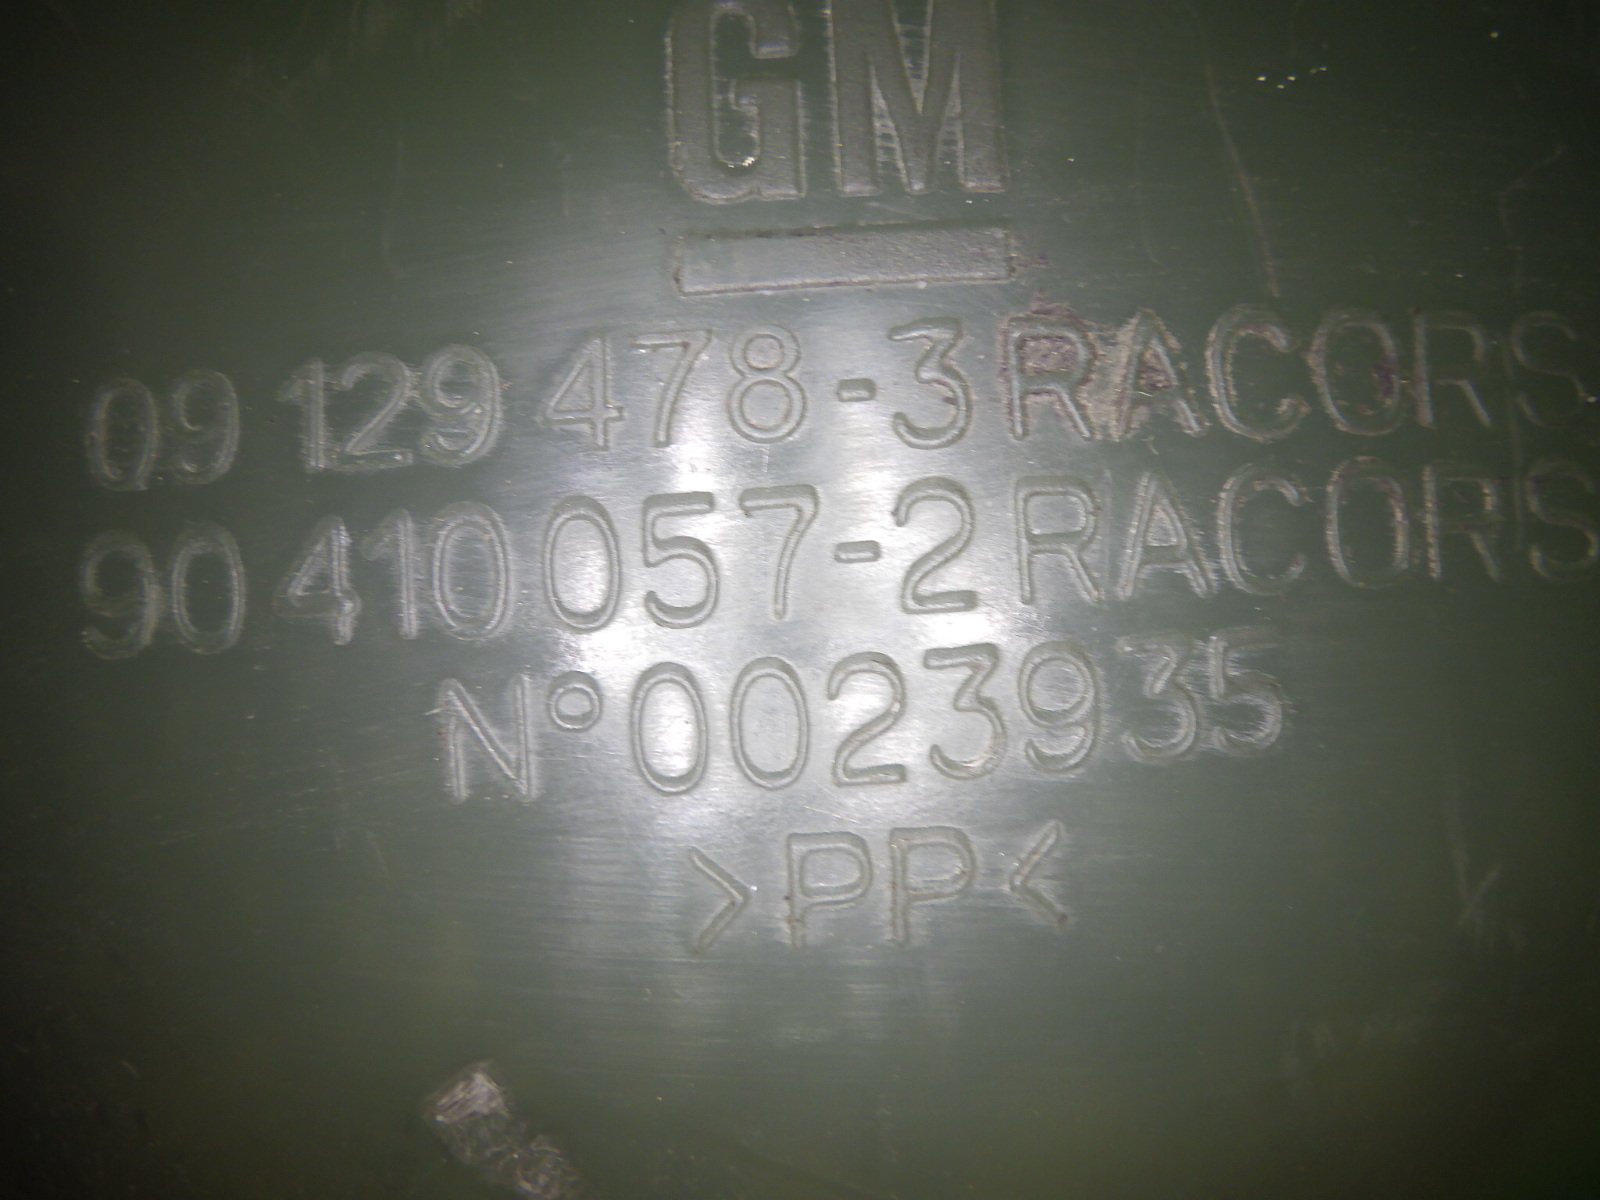 GM
09 129 478-3 RACORS
90 410 057-2 RACORS
N° 0023935
>PP<